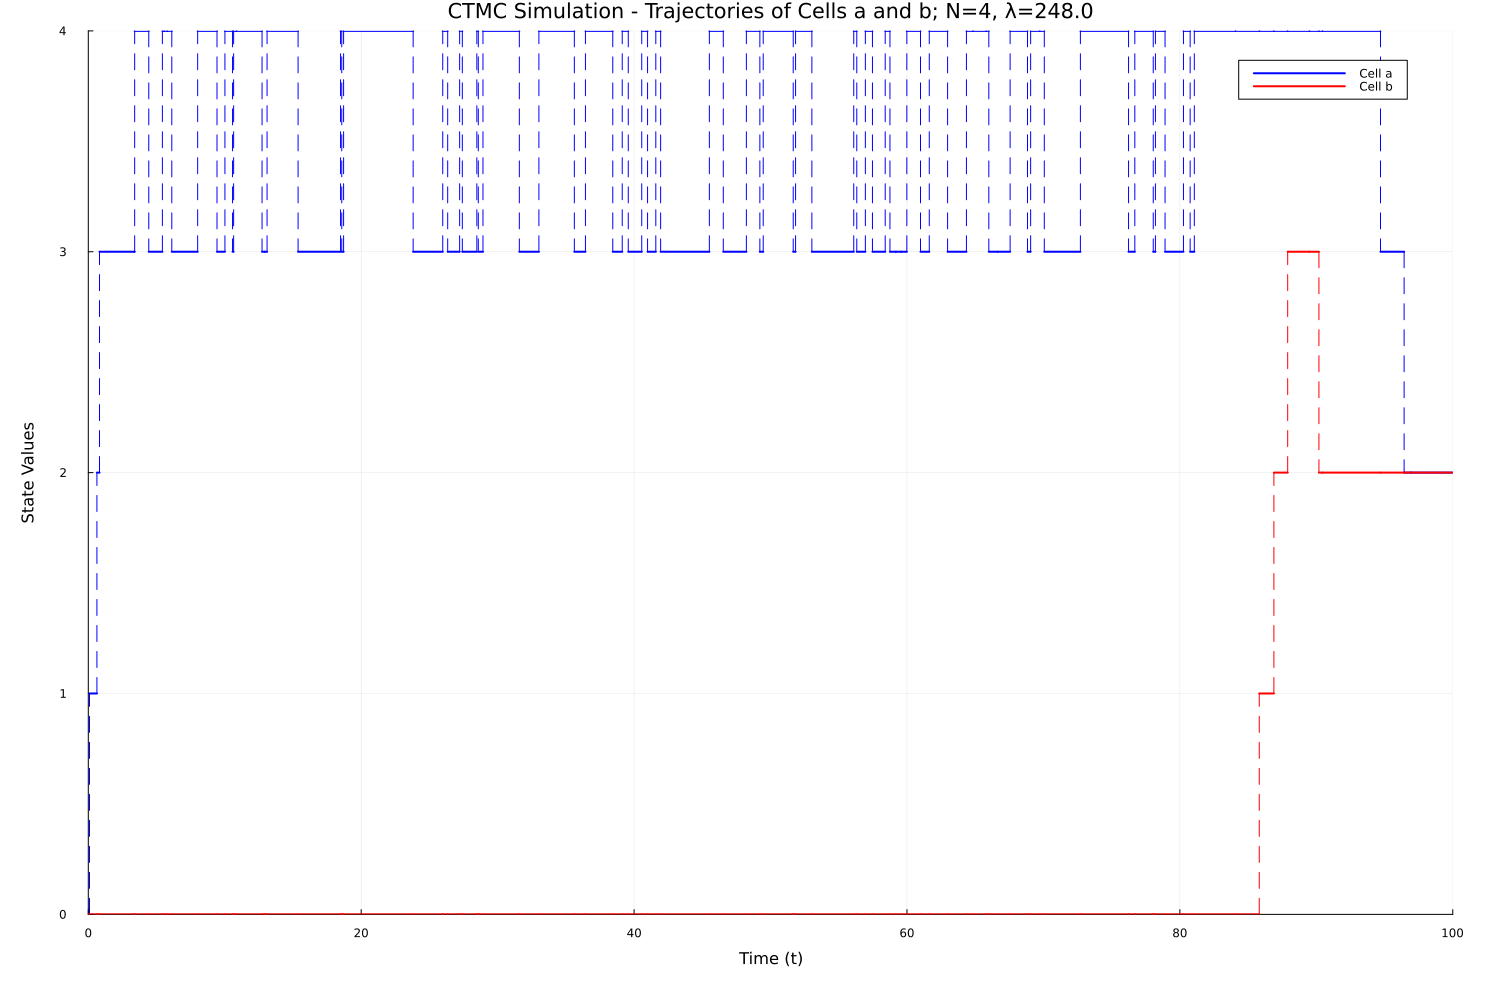 CTMC Simulation - Trajectories of Cells a and b; N=4, λ=248.0
4
Cell a
Cell b
3
State Values
2
1
0
0 20 40 60 80 100
Time (t)